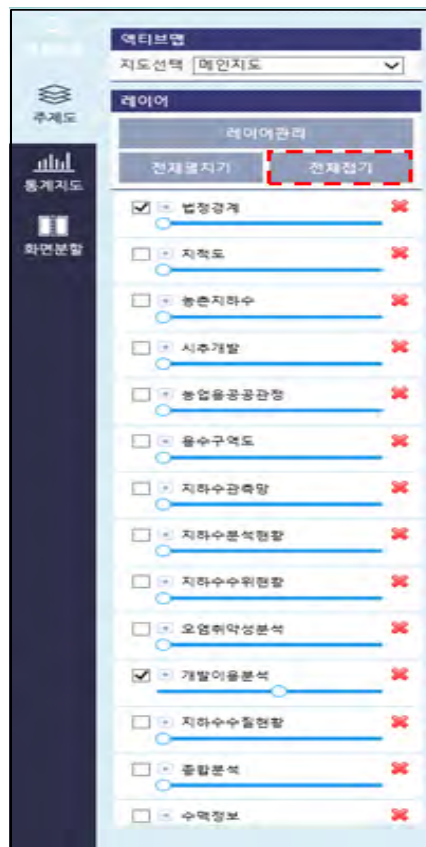 액티브맵
지도선택 메인지도
레이어
레이어관리
전체펼치기 전체접기
주제도
통계지도
화면분할
법정경계
지적도
농촌지하수
시추개발
농업용공공관정
용수구역도
지하수관측망
지하수분석현황
지하수수위현황
오염취약성분석
개발이용분석
지하수수질현황
종합분석
수맥정보